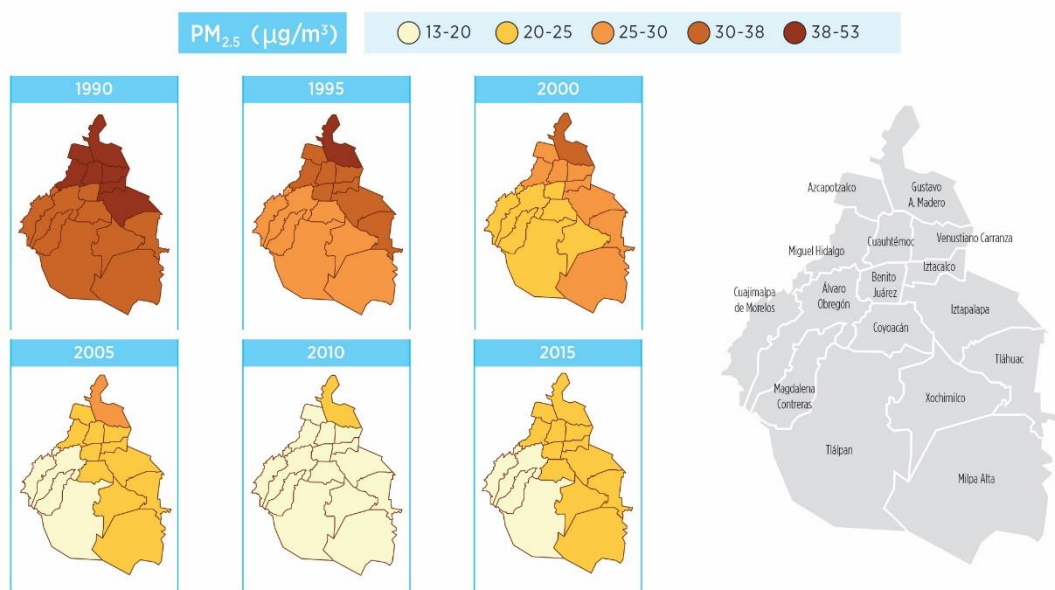 PM2.5 (μg/m³)
13-20
20-25
25-30
30-38
38-53
1990
1995
2000
2005
2010
2015
Azcapotzalco
Gustavo
A. Madero
Miguel Hidalgo
Cuauhtémoc
Venustiano Carranza
Iztacalco
Cuajimalpa
de Morelos
Álvaro
Obregón
Benito
Juárez
Iztapalapa
Coyoacán
Tláhuac
Magdalena
Contreras
Xochimilco
Tlálpan
Milpa Alta